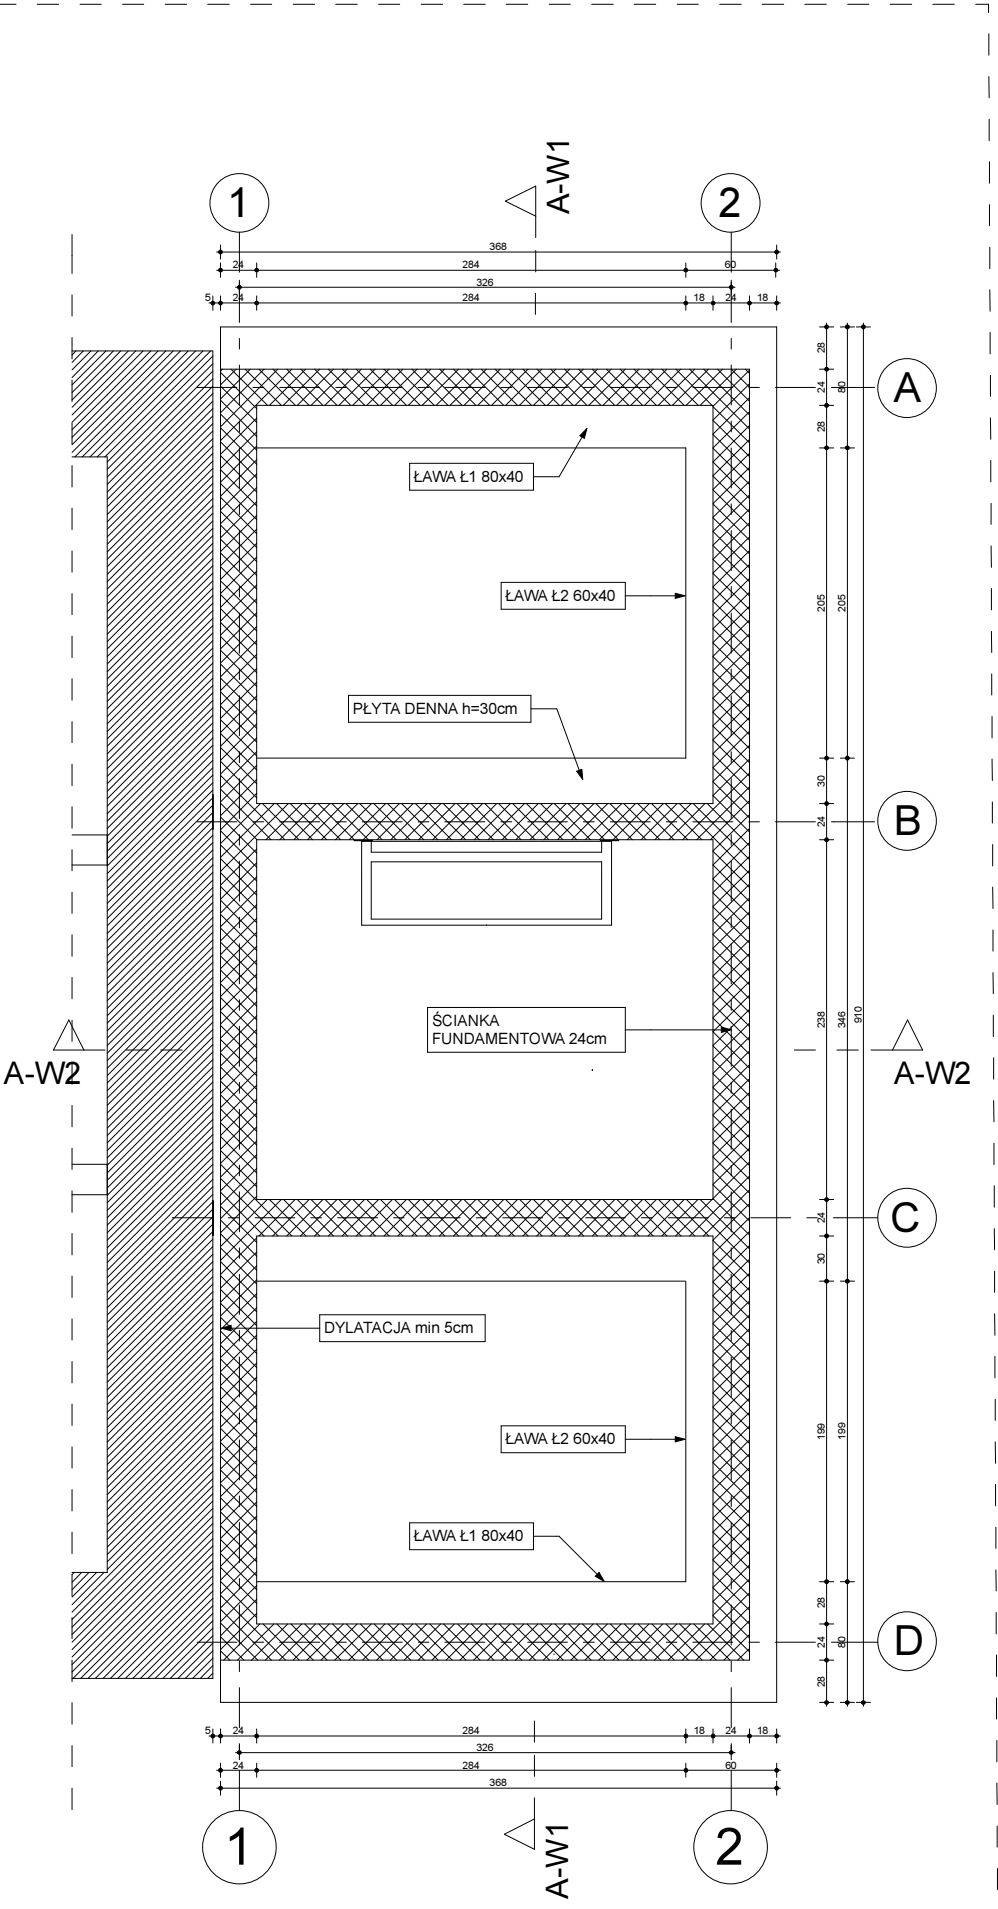 A-W1
1
2
368
24
284
60
326
5
24
284
18
24
18
28
24
80
28
A
ŁAWA Ł1 80x40
ŁAWA Ł2 60x40
205
205
PŁYTA DENNA h=30cm
30
24
B
ŚCIANKA
FUNDAMENTOWA 24cm
238
346
910
A-W2
A-W2
24
C
30
DYLATACJA min 5cm
ŁAWA Ł2 60x40
199
199
ŁAWA Ł1 80x40
28
24
80
D
28
5
24
284
18
24
18
326
24
284
60
368
1
2
A-W1